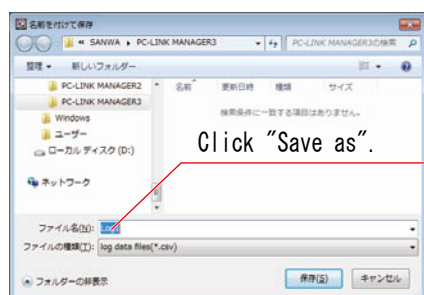 名前を付けて保存
« SANWA ▸ PC-LINK MANAGER3
PC-LINK MANAGER3の検索
整理 ▾ 新しいフォルダー
PC-LINK MANAGER2
PC-LINK MANAGER3
Windows
ユーザー
ローカル ディスク (D:)
ネットワーク
名前 更新日時 種類 サイズ
検索条件に一致する項目はありません。
Click "Save as".
ファイル名(N):
ファイルの種類(T): log data files(*.csv)
フォルダーの非表示
保存(S) キャンセル